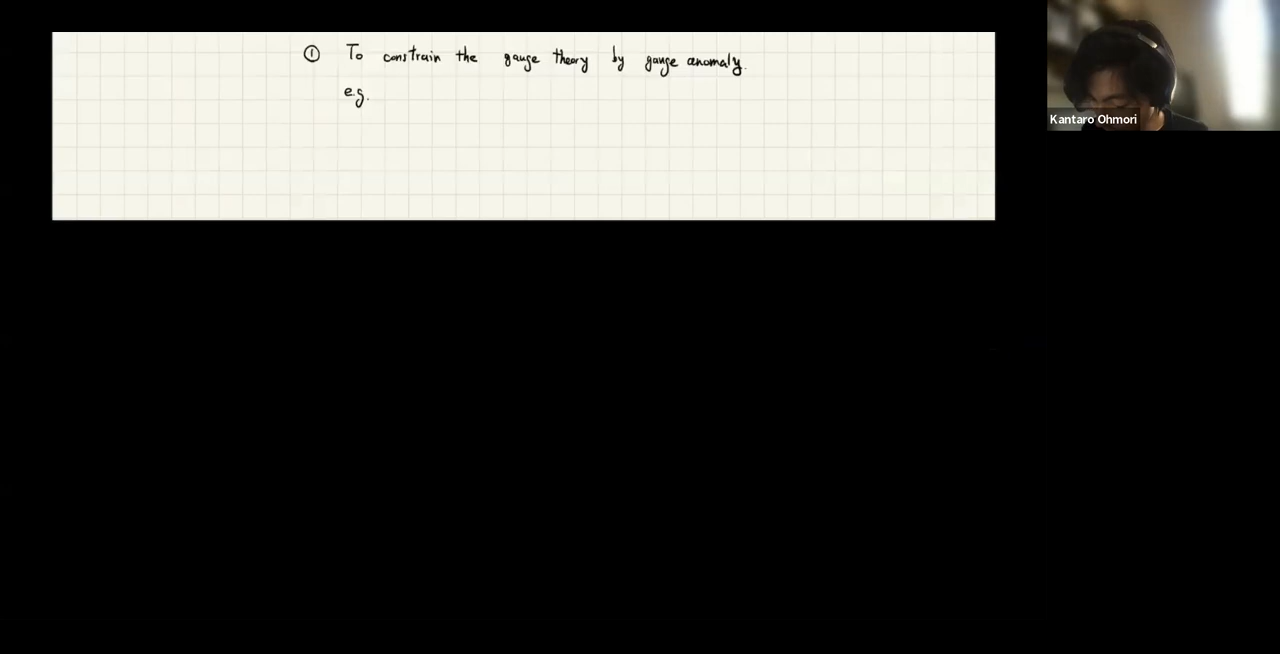 ① To constrain the gauge theory by gauge anomaly.
e.g.
Kantaro Ohmori